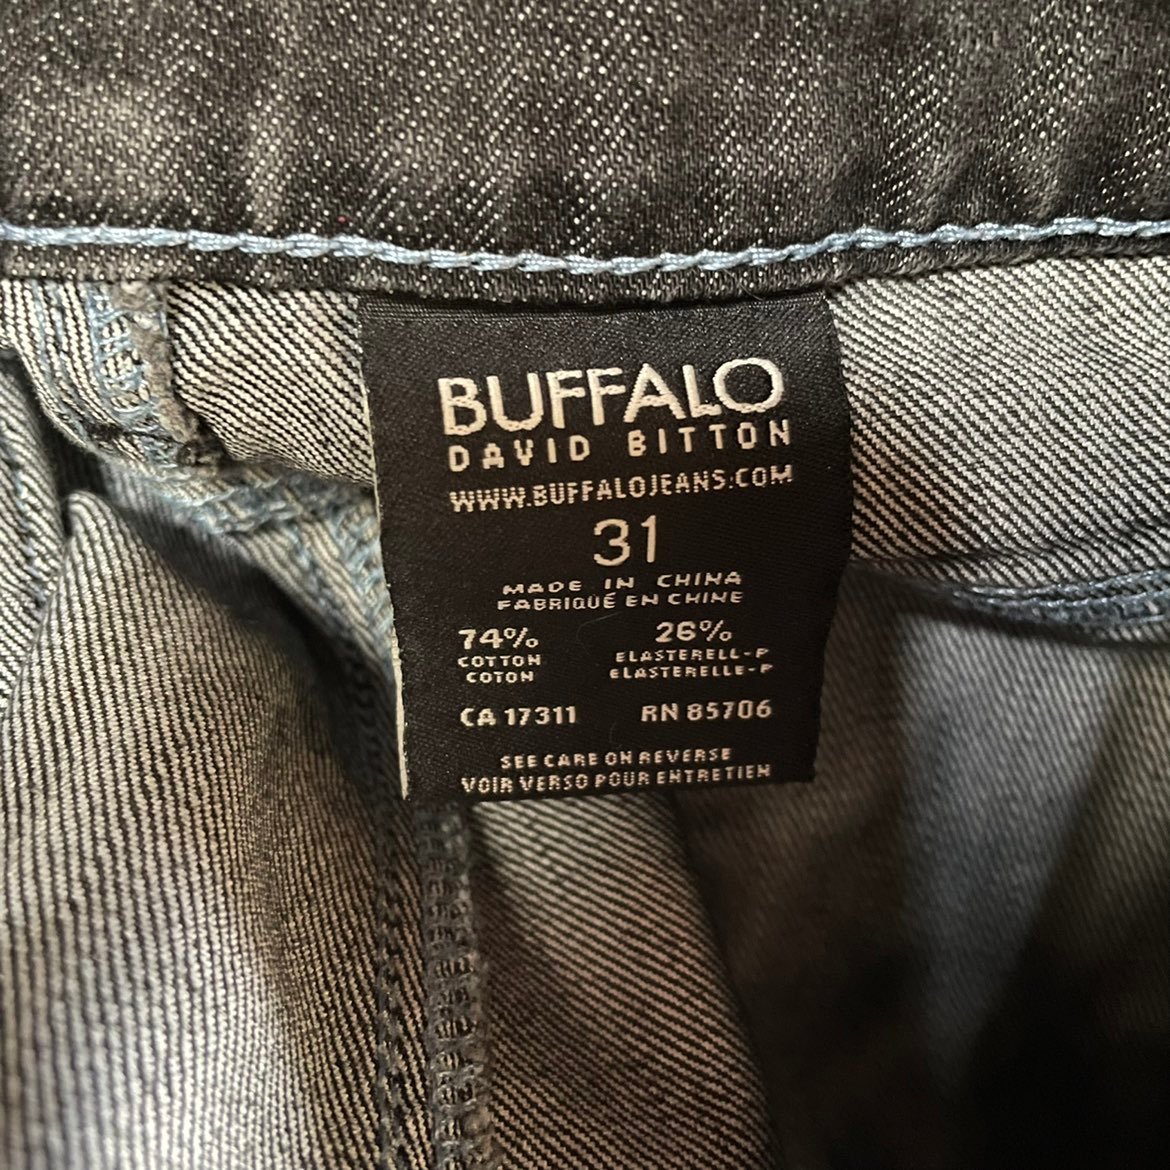 BUFFALO
DAVID BITTON
WWW.BUFFALOJEANS.COM
31
MADE IN CHINA
FABRIQUÉ EN CHINE
74% 26%
COTTON ELASTERELL-P
COTON ELASTERELLE-P
CA 17311 RN 85706
SEE CARE ON REVERSE
VOIR VERSO POUR ENTRETIEN